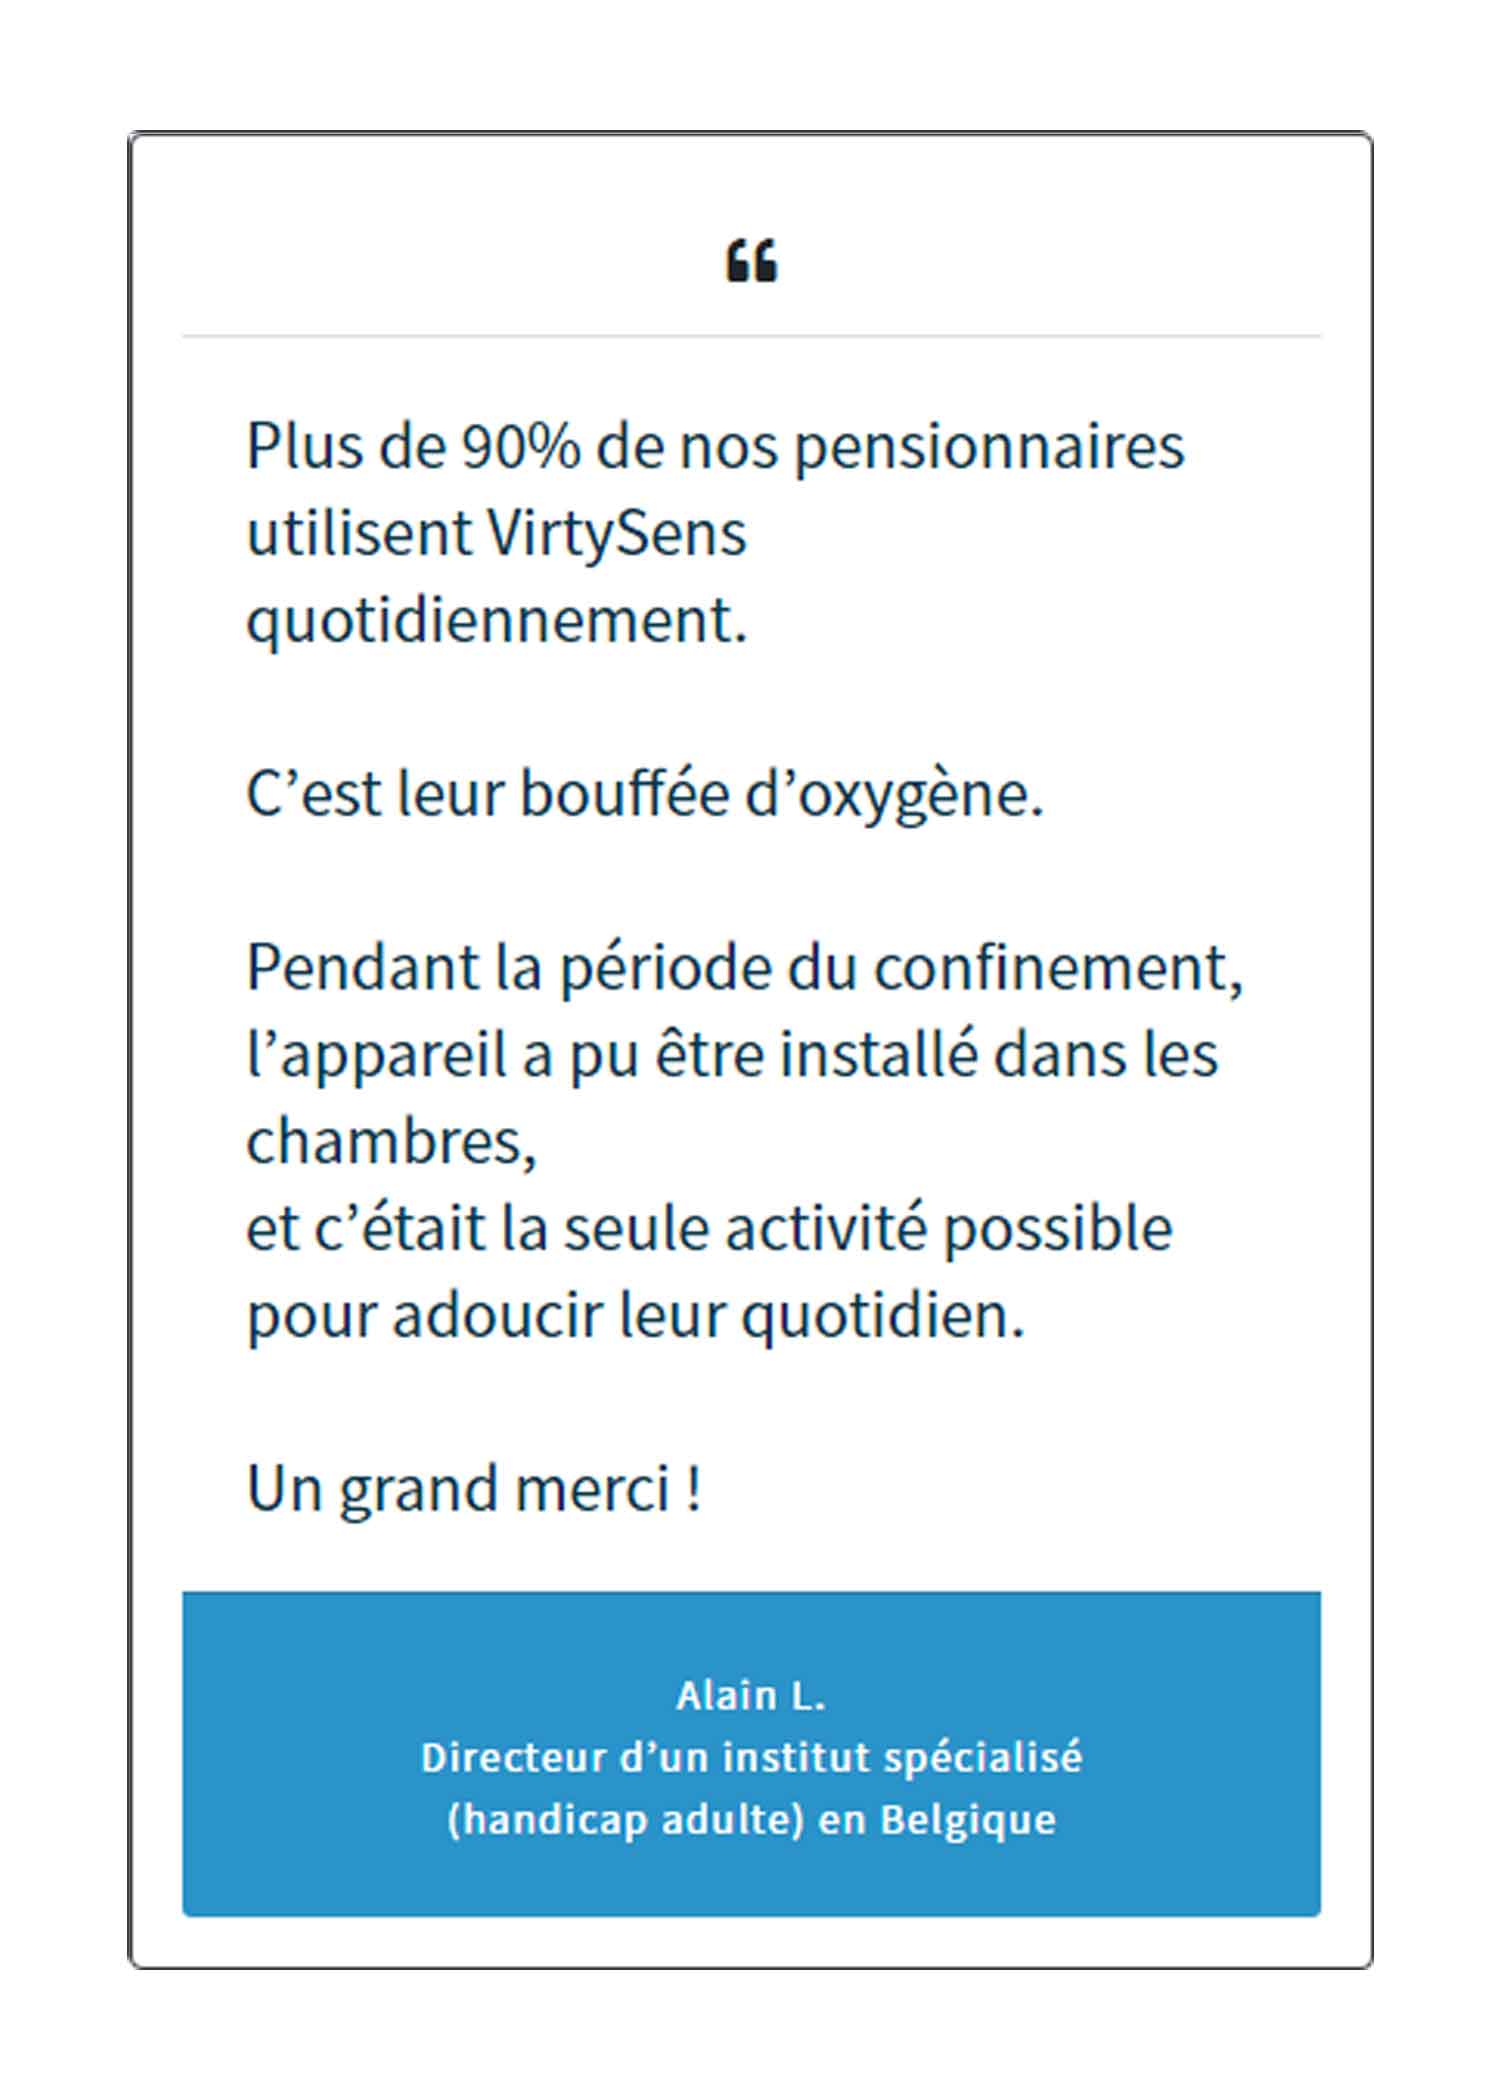 “
Plus de 90% de nos pensionnaires
utilisent VirtySens
quotidiennement.
C’est leur bouffée d’oxygène.
Pendant la période du confinement,
l’appareil a pu être installé dans les
chambres,
et c’était la seule activité possible
pour adoucir leur quotidien.
Un grand merci !
Alain L.
Directeur d’un institut spécialisé
(handicap adulte) en Belgique